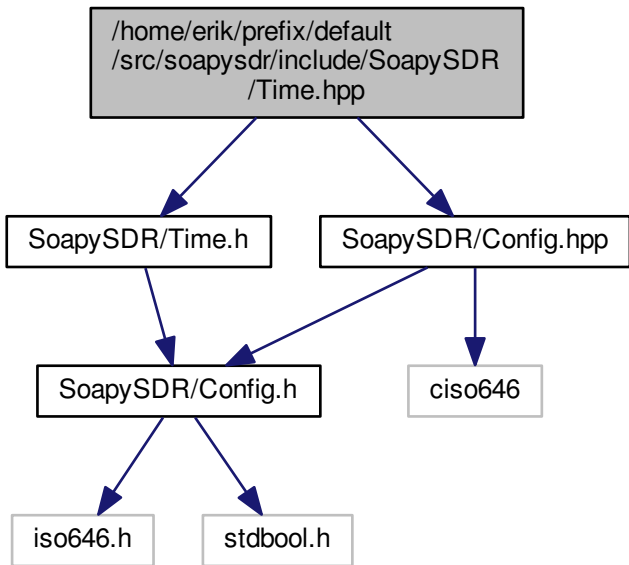 /home/erik/prefix/default
/src/soapysdr/include/SoapySDR
/Time.hpp
SoapySDR/Time.h
SoapySDR/Config.hpp
SoapySDR/Config.h
ciso646
iso646.h
stdbool.h